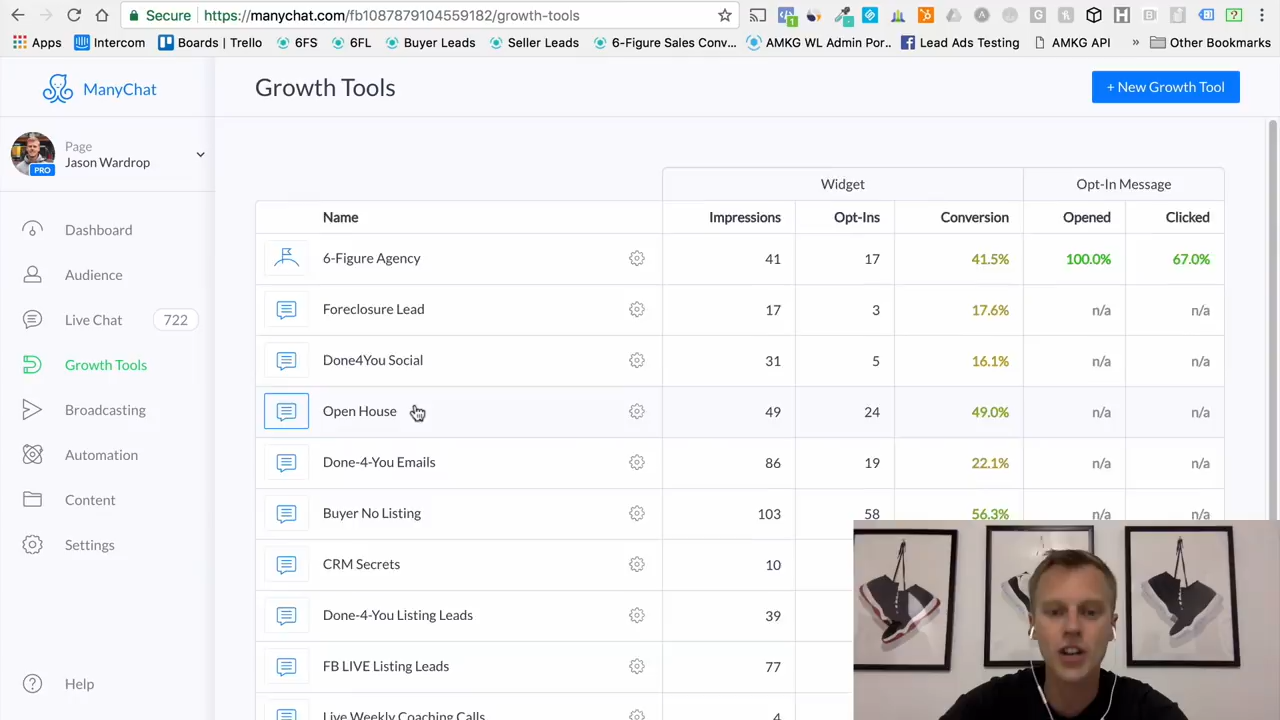 Secure https://manychat.com/fb1087879104559182/growth-tools
Apps Intercom Boards | Trello 6FS 6FL Buyer Leads Seller Leads 6-Figure Sales Conv... AMKG WL Admin Por.. Lead Ads Testing AMKG API » Other Bookmarks
ManyChat
Growth Tools
+ New Growth Tool
Page
Jason Wardrop
PRO
Dashboard
Audience
Live Chat 722
Growth Tools
Broadcasting
Automation
Content
Settings
Help
Widget Opt-In Message
Name Impressions Opt-Ins Conversion Opened Clicked
6-Figure Agency 41 17 41.5% 100.0% 67.0%
Foreclosure Lead 17 3 17.6% n/a n/a
Done4You Social 31 5 16.1% n/a n/a
Open House 49 24 49.0% n/a n/a
Done-4-You Emails 86 19 22.1% n/a n/a
Buyer No Listing 103 58 56.3% n/a n/a
CRM Secrets 10
Done-4-You Listing Leads 39
FB LIVE Listing Leads 77
Live Weekly Coaching Calls 4